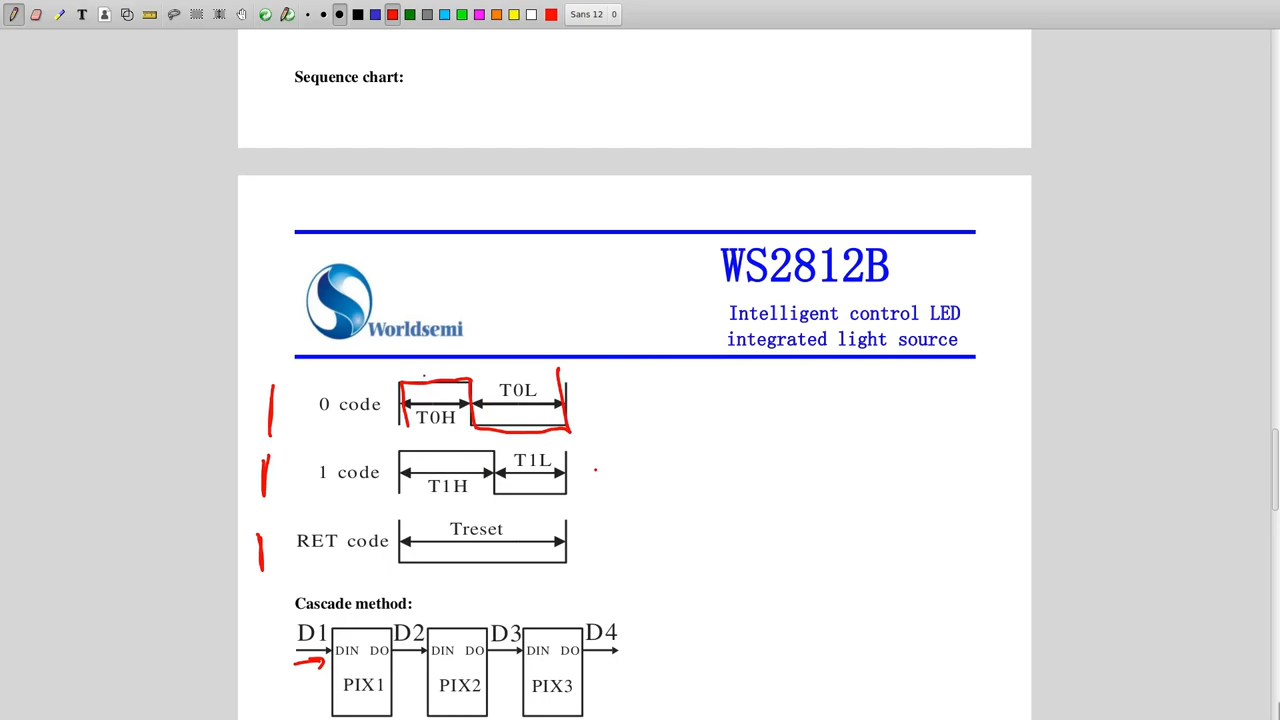 Sans 12 0
Sequence chart:
WS2812B
Intelligent control LED
integrated light source
Worldsemi
0 code T0H T0L
1 code T1H T1L
RET code Treset
Cascade method:
D1 D2 D3 D4
DIN DO DIN DO DIN DO
PIX1 PIX2 PIX3